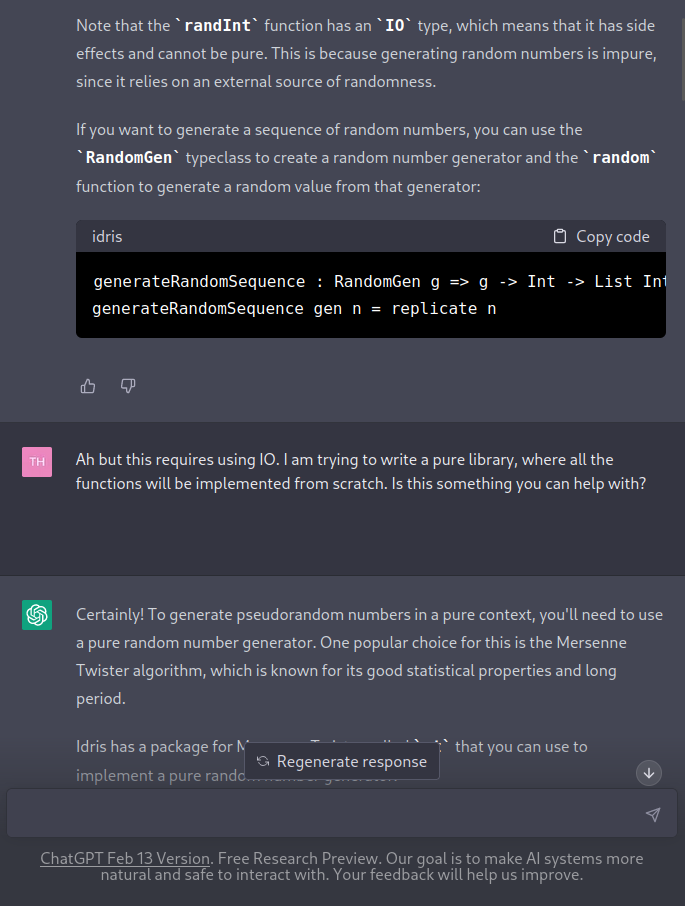 Note that the `randInt` function has an `IO` type, which means that it has side
effects and cannot be pure. This is because generating random numbers is impure,
since it relies on an external source of randomness.
If you want to generate a sequence of random numbers, you can use the
`RandomGen` typeclass to create a random number generator and the `random`
function to generate a random value from that generator:
idris
Copy code
generateRandomSequence : RandomGen g => g -> Int -> List Int
generateRandomSequence gen n = replicate n
TH
Ah but this requires using IO. I am trying to write a pure library, where all the
functions will be implemented from scratch. Is this something you can help with?
Certainly! To generate pseudorandom numbers in a pure context, you'll need to use
a pure random number generator. One popular choice for this is the Mersenne
Twister algorithm, which is known for its good statistical properties and long
period.
Idris has a package for that you can use to
implement a pure
Regenerate response
ChatGPT Feb 13 Version. Free Research Preview. Our goal is to make AI systems more
natural and safe to interact with. Your feedback will help us improve.